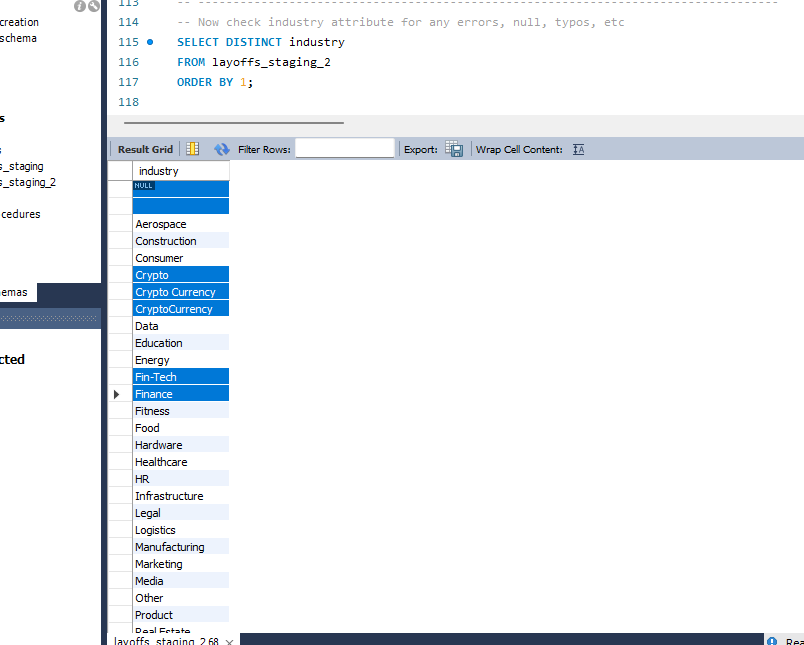 113 -- -----------------------------------------------------------------------------------
creation
114 -- Now check industry attribute for any errors, null, typos, etc
schema
115 SELECT DISTINCT industry
116 FROM layoffs_staging_2
117 ORDER BY 1;
118
s
Result Grid Filter Rows: Export: Wrap Cell Content: IA
s_staging
industry
s_staging_2
NULL
cedures
Aerospace
Construction
Consumer
Crypto
emas
Crypto Currency
CryptoCurrency
Data
Education
cted
Energy
Fin-Tech
Finance
Fitness
Food
Hardware
Healthcare
HR
Infrastructure
Legal
Logistics
Manufacturing
Marketing
Media
Other
Product
Real Estate
layoffs_staging_2 68 ×
Rea